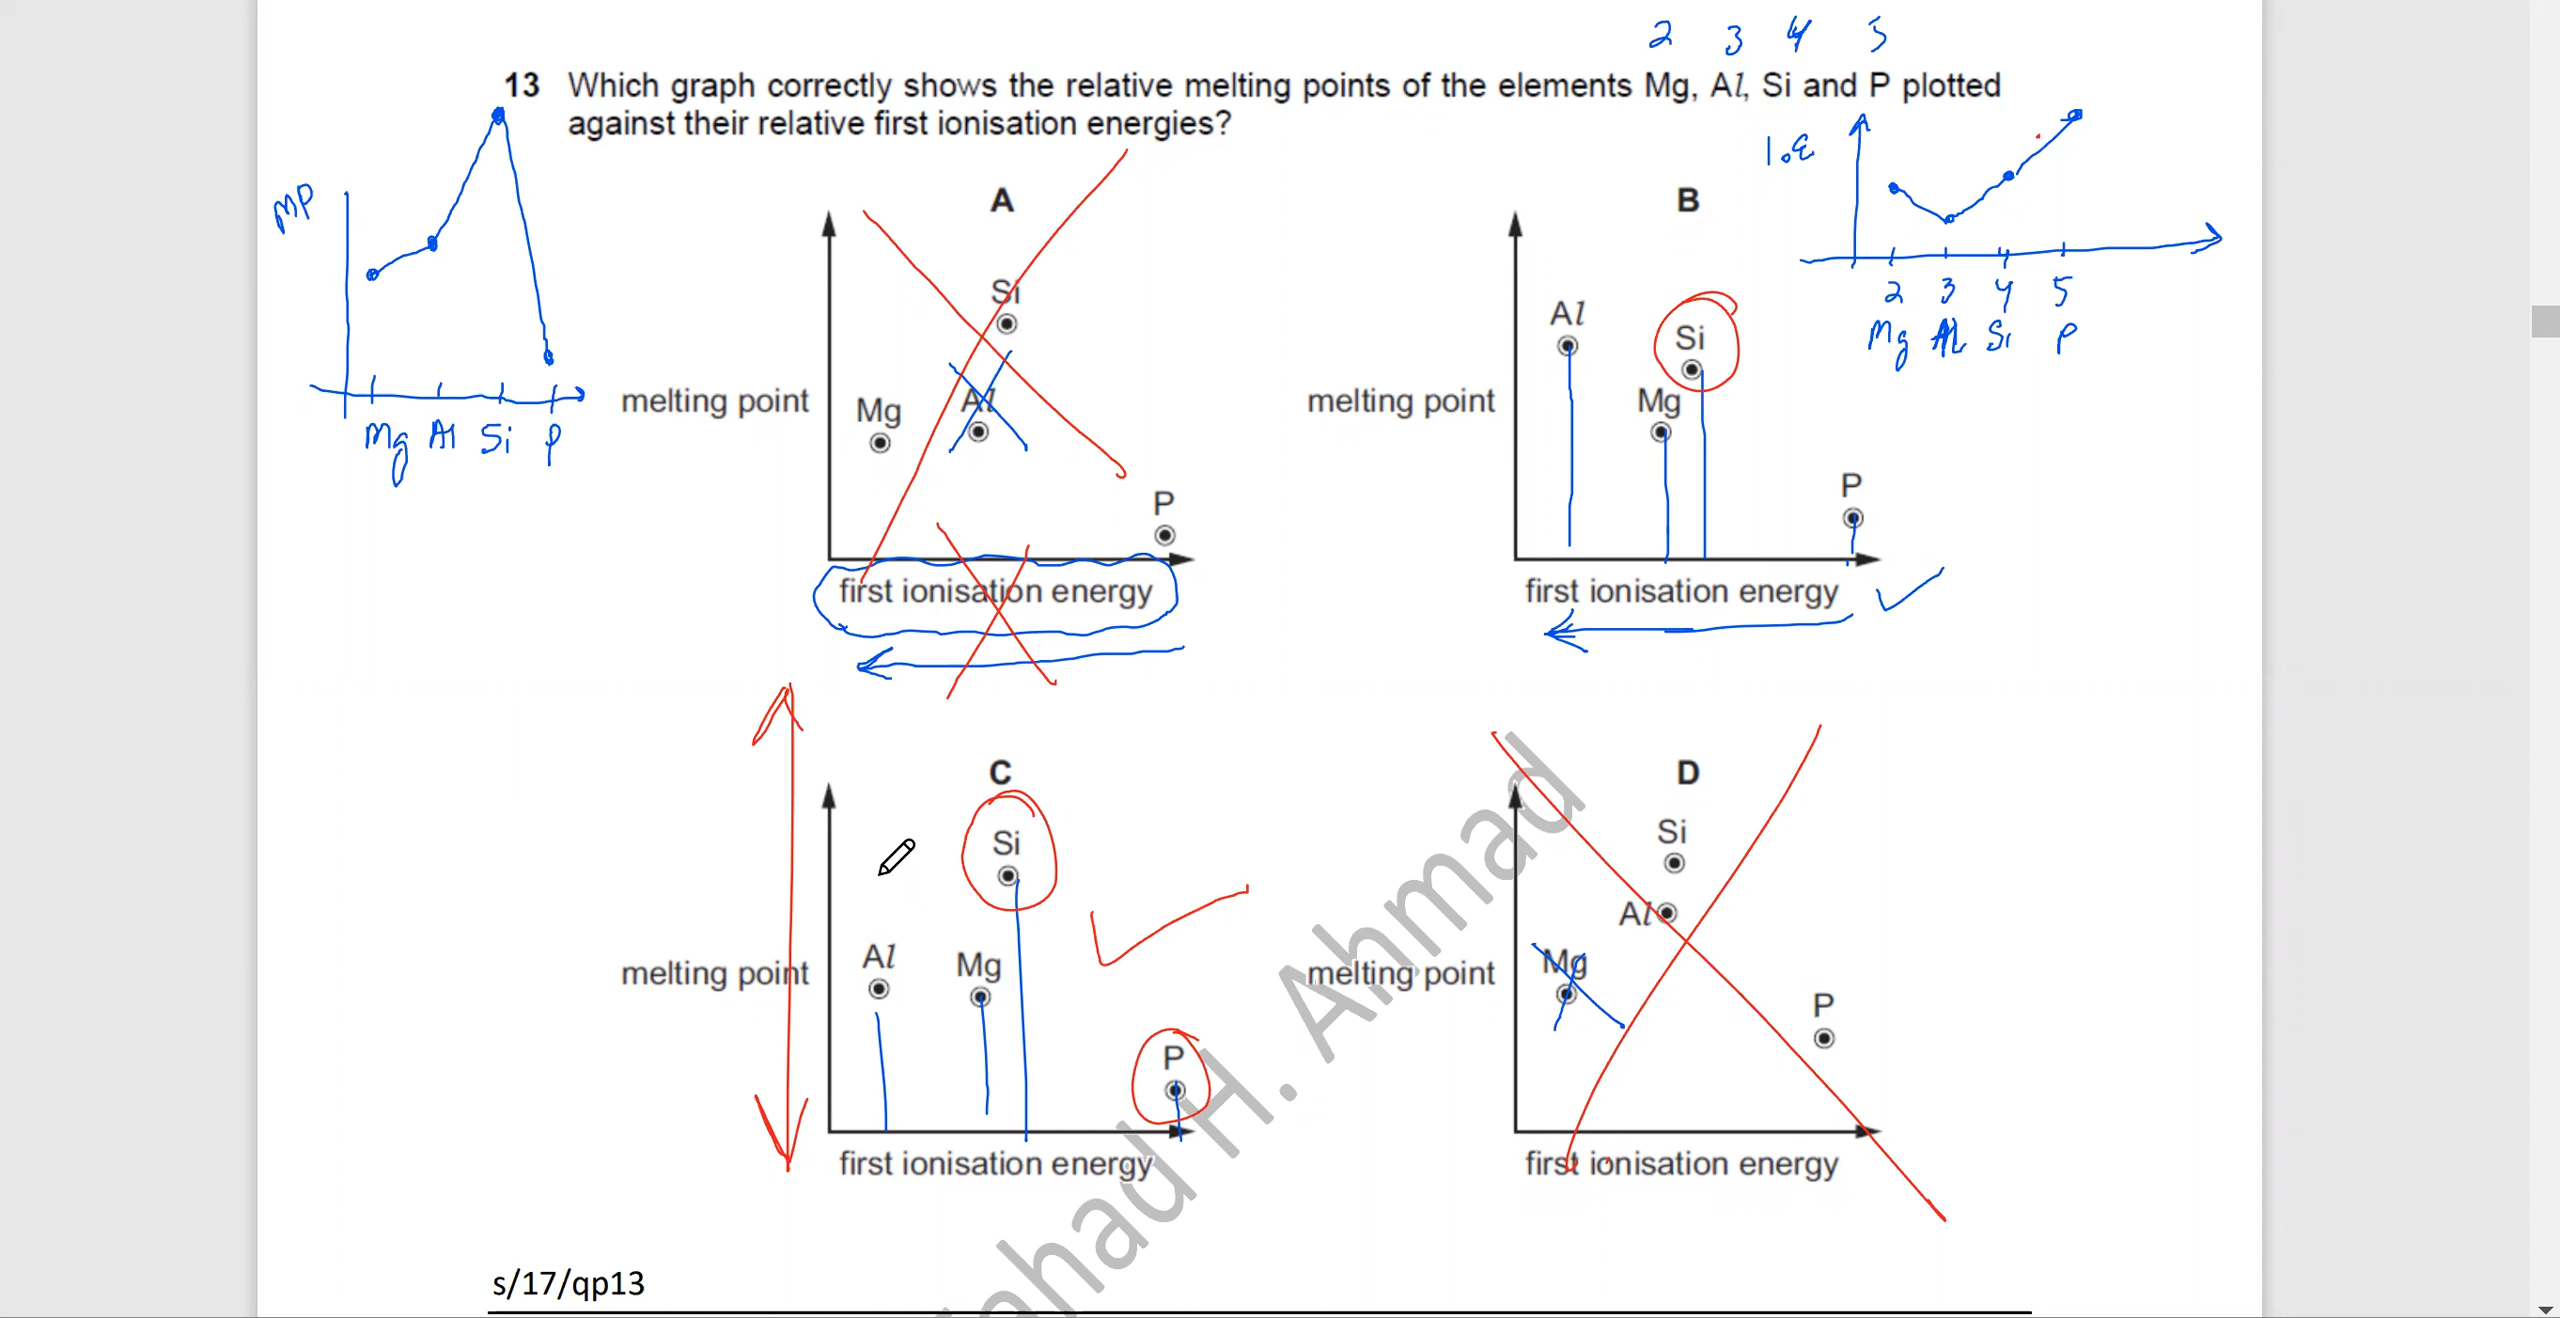 2 3 4 5
13 Which graph correctly shows the relative melting points of the elements Mg, Al, Si and P plotted
against their relative first ionisation energies?
MP
Mg Al Si P
I.E
2 3 4 5
Mg Al Si P
A
melting point
Si
Mg
Al
P
first ionisation energy
B
melting point
Al
Si
Mg
P
first ionisation energy
C
melting point
Si
Al
Mg
P
first ionisation energy
D
melting point
Si
Al
Mg
P
first ionisation energy
ahad H. Ahmad
s/17/qp13